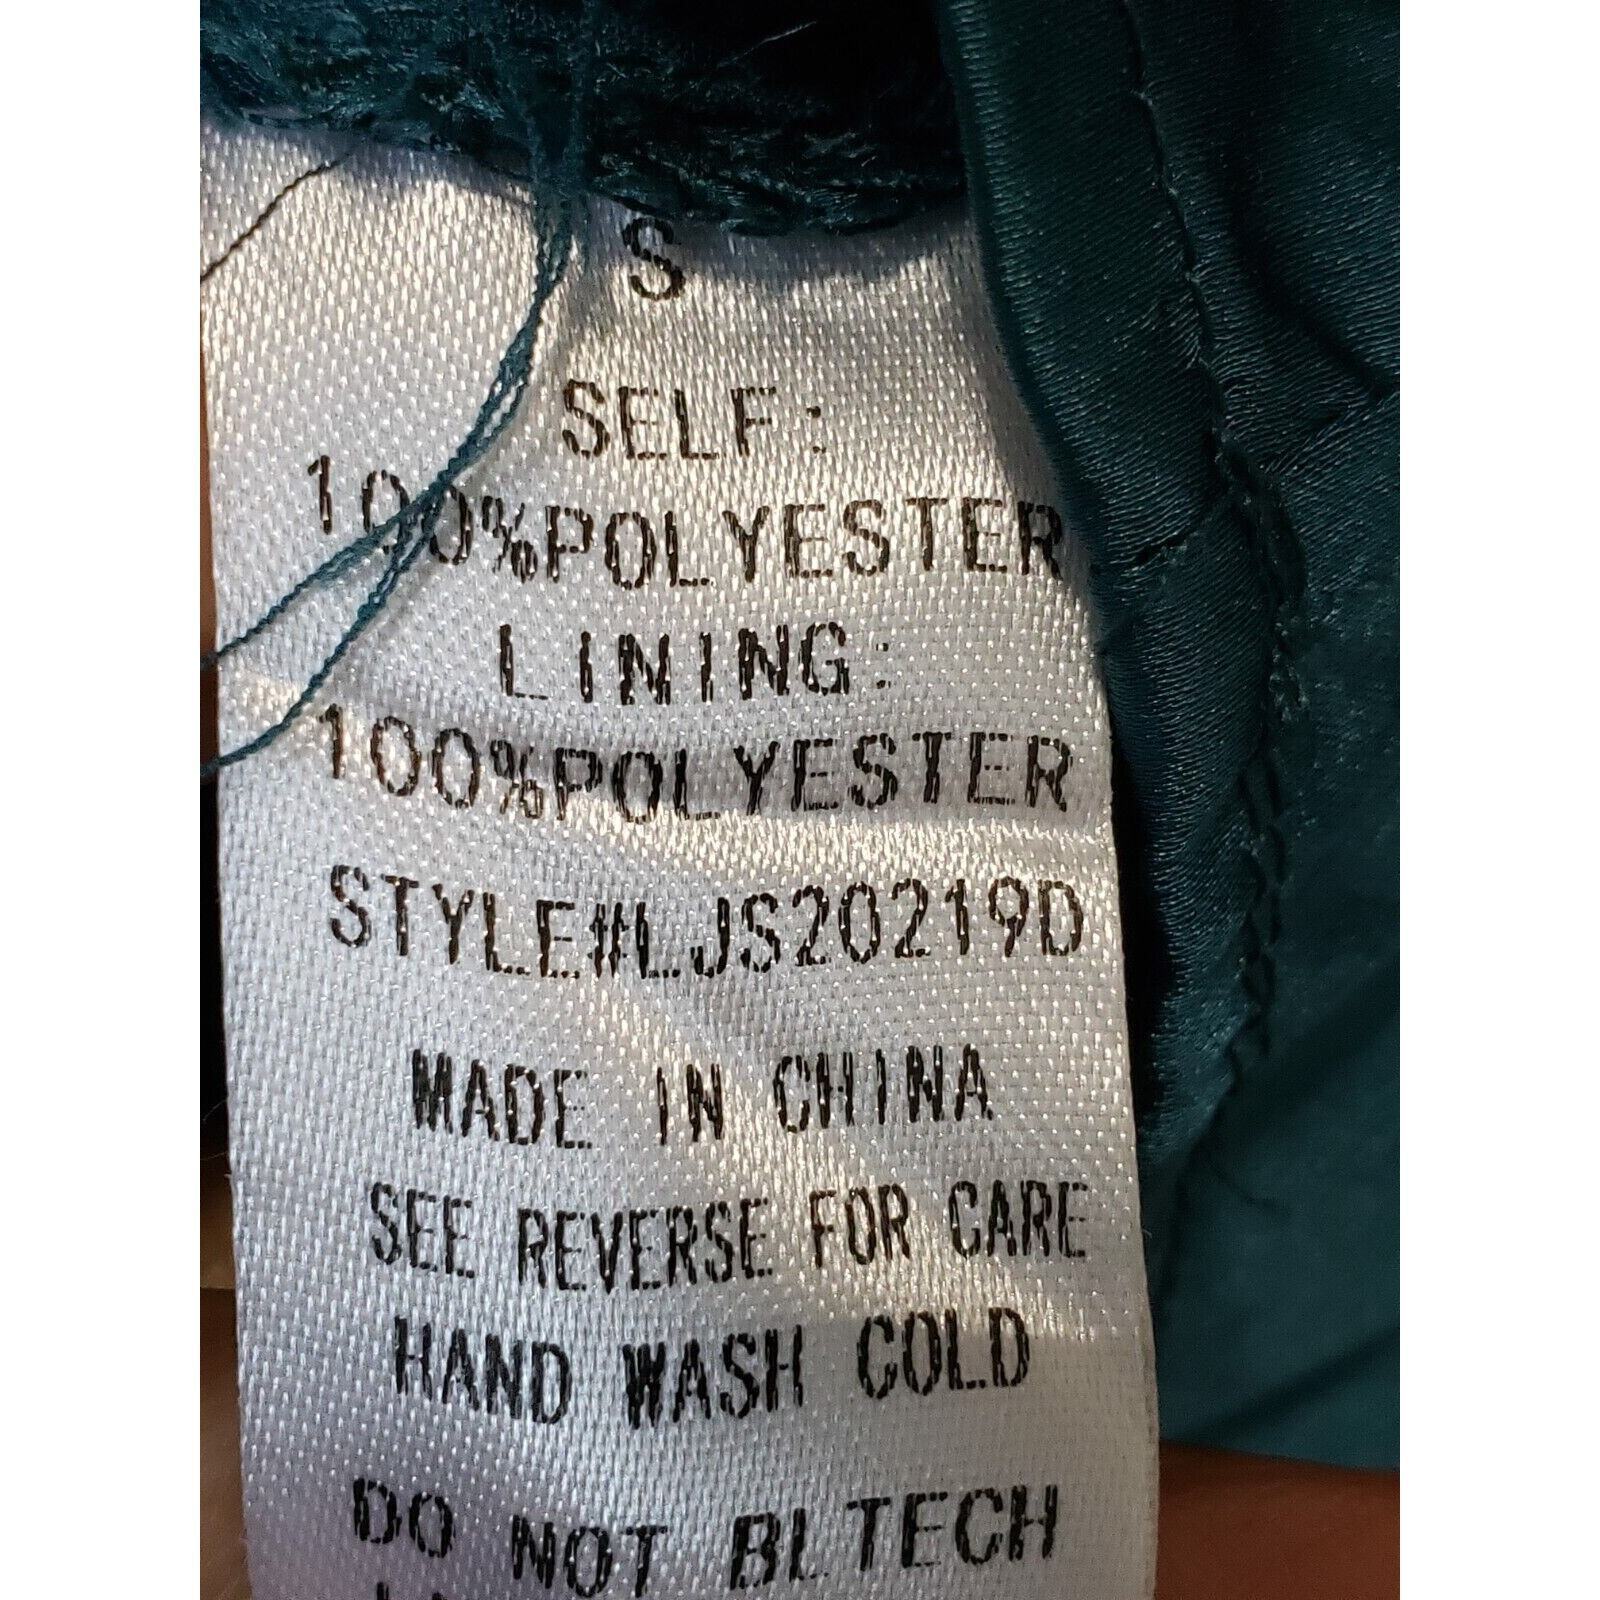 S
SELF:
100%POLYESTER
LINING:
100%POLYESTER
STYLE#LJS20219D
MADE IN CHINA
SEE REVERSE FOR CARE
HAND WASH COLD
DO NOT BLTECH